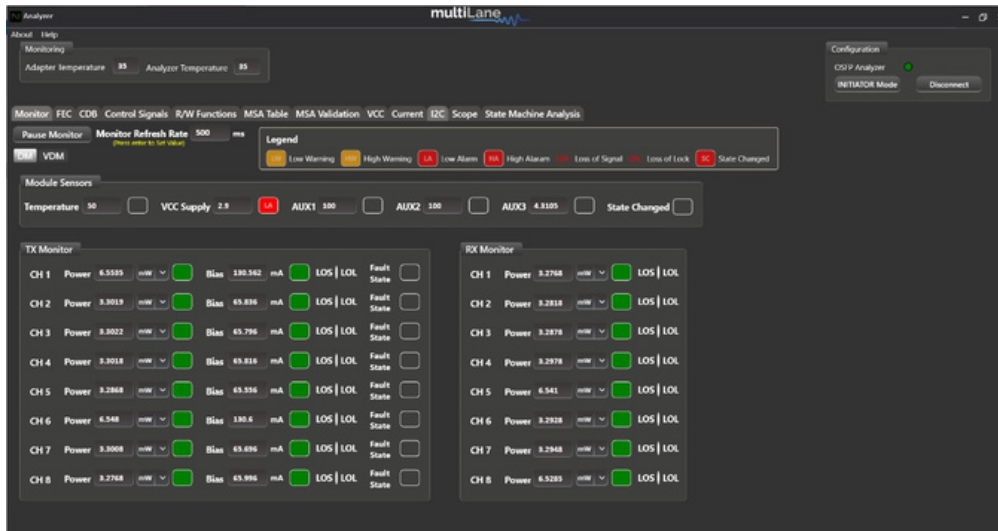 multiLane
Analyzer
About Help
Monitoring
Adapter Temperature 35 Analyzer Temperature 35
Configuration
OSFP Analyzer
INITIATOR Mode Disconnect
Monitor FEC CDB Control Signals R/W Functions MSA Table MSA Validation VCC Current I2C Scope State Machine Analysis
Pause Monitor Monitor Refresh Rate 500 ms
(Press enter to Set Value)
DM VDM
Legend
LW Low Warning HW High Warning LA Low Alarm HA High Alaram Loss of Signal Loss of Lock SC State Changed
Module Sensors
Temperature 50 VCC Supply 2.9 LA AUX1 100 AUX2 100 AUX3 4.3105 State Changed
TX Monitor
CH 1 Power 6.5535 mW Bias 130.562 mA LOS LOL Fault State
CH 2 Power 3.3019 mW Bias 65.836 mA LOS LOL Fault State
CH 3 Power 3.3022 mW Bias 65.796 mA LOS LOL Fault State
CH 4 Power 3.3018 mW Bias 65.816 mA LOS LOL Fault State
CH 5 Power 3.2868 mW Bias 65.556 mA LOS LOL Fault State
CH 6 Power 6.548 mW Bias 130.6 mA LOS LOL Fault State
CH 7 Power 3.3008 mW Bias 65.696 mA LOS LOL Fault State
CH 8 Power 3.2768 mW Bias 65.996 mA LOS LOL Fault State
RX Monitor
CH 1 Power 3.2768 mW LOS LOL
CH 2 Power 3.2818 mW LOS LOL
CH 3 Power 3.2878 mW LOS LOL
CH 4 Power 3.2978 mW LOS LOL
CH 5 Power 6.541 mW LOS LOL
CH 6 Power 3.2928 mW LOS LOL
CH 7 Power 3.2948 mW LOS LOL
CH 8 Power 6.5285 mW LOS LOL